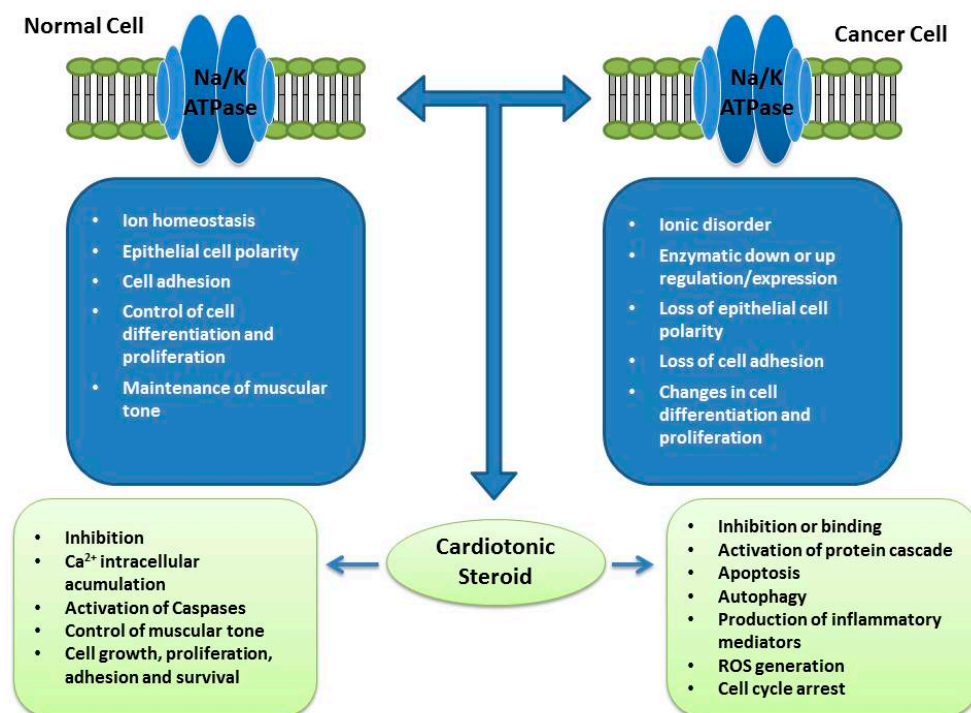 Normal Cell
Cancer Cell
Na/K
ATPase
Na/K
ATPase
• Ion homeostasis
• Epithelial cell polarity
• Cell adhesion
• Control of cell
differentiation and
proliferation
• Maintenance of muscular
tone
• Ionic disorder
• Enzymatic down or up
regulation/expression
• Loss of epithelial cell
polarity
• Loss of cell adhesion
• Changes in cell
differentiation and
proliferation
• Inhibition
• Ca²⁺ intracellular
acumulation
• Activation of Caspases
• Control of muscular tone
• Cell growth, proliferation,
adhesion and survival
Cardiotonic
Steroid
• Inhibition or binding
• Activation of protein cascade
• Apoptosis
• Autophagy
• Production of inflammatory
mediators
• ROS generation
• Cell cycle arrest